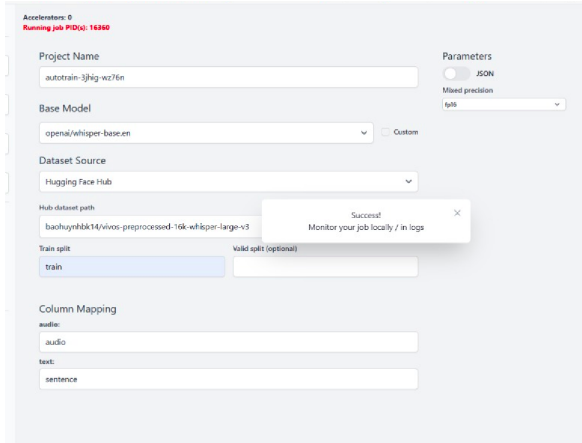 Accelerators: 0
Running job PID(s): 16360
Project Name
autotrain-3jhig-wz76n
Base Model
openai/whisper-base.en
Custom
Dataset Source
Hugging Face Hub
Hub dataset path
baohuynhbk14/vivos-preprocessed-16k-whisper-large-v3
Train split
train
Valid split (optional)
Column Mapping
audio:
audio
text:
sentence
Parameters
JSON
Mixed precision
fp16
Success!
Monitor your job locally / in logs